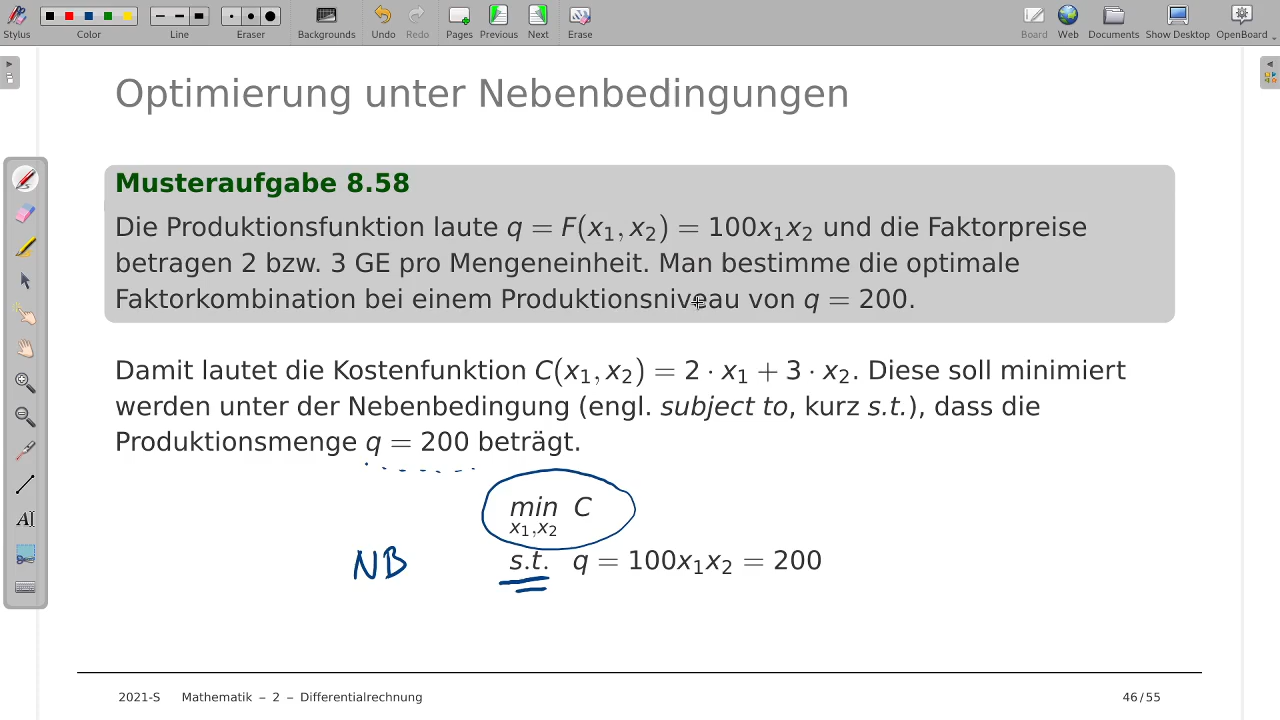 Stylus Color Line Eraser Backgrounds Undo Redo Pages Previous Next Erase Board Web Documents Show Desktop OpenBoard
Optimierung unter Nebenbedingungen
Musteraufgabe 8.58
Die Produktionsfunktion laute q = F(x₁, x₂) = 100x₁x₂ und die Faktorpreise
betragen 2 bzw. 3 GE pro Mengeneinheit. Man bestimme die optimale
Faktorkombination bei einem Produktionsniveau von q = 200.
Damit lautet die Kostenfunktion C(x₁, x₂) = 2 · x₁ + 3 · x₂. Diese soll minimiert
werden unter der Nebenbedingung (engl. subject to, kurz s.t.), dass die
Produktionsmenge q = 200 beträgt.
min C
x₁,x₂
NB s.t. q = 100x₁x₂ = 200
AI
2021-S Mathematik – 2 – Differentialrechnung 46/55